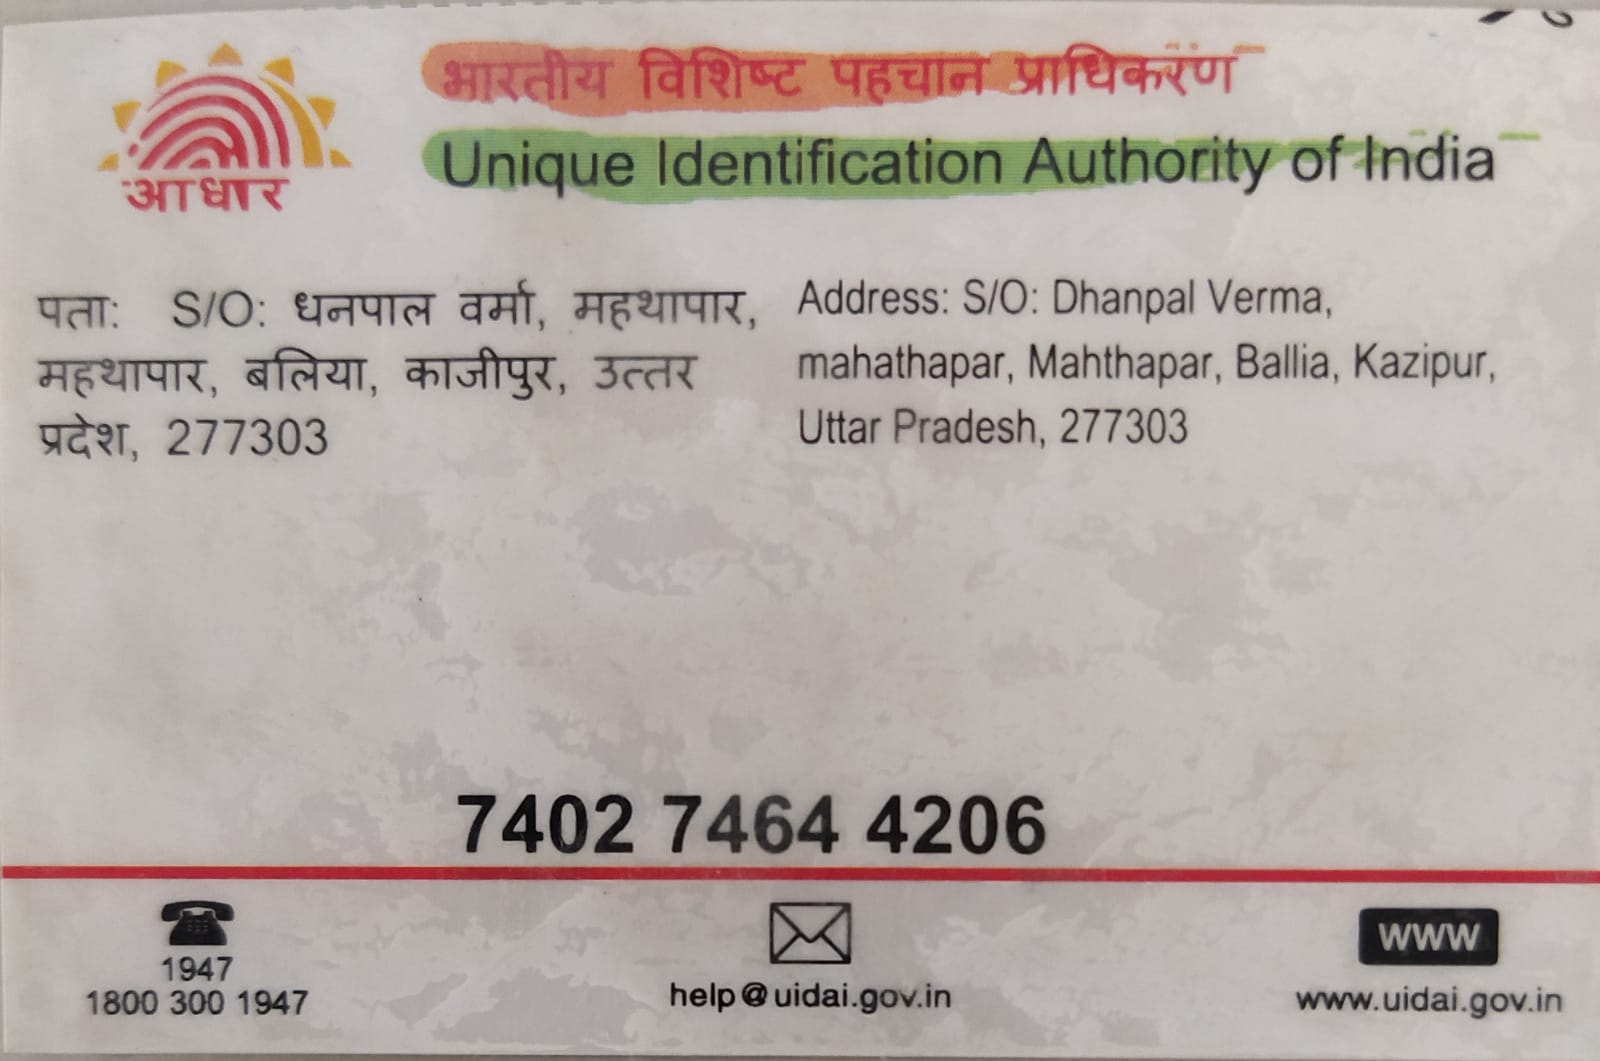 आधार
भारतीय विशिष्ट पहचान प्राधिकरण
Unique Identification Authority of India
पता: S/O: धनपाल वर्मा, महथापार,
महथापार, बलिया, काजीपुर, उत्तर
प्रदेश, 277303
Address: S/O: Dhanpal Verma,
mahathapar, Mahthapar, Ballia, Kazipur,
Uttar Pradesh, 277303
7402 7464 4206
1947
1800 300 1947
help@uidai.gov.in
WWW
www.uidai.gov.in